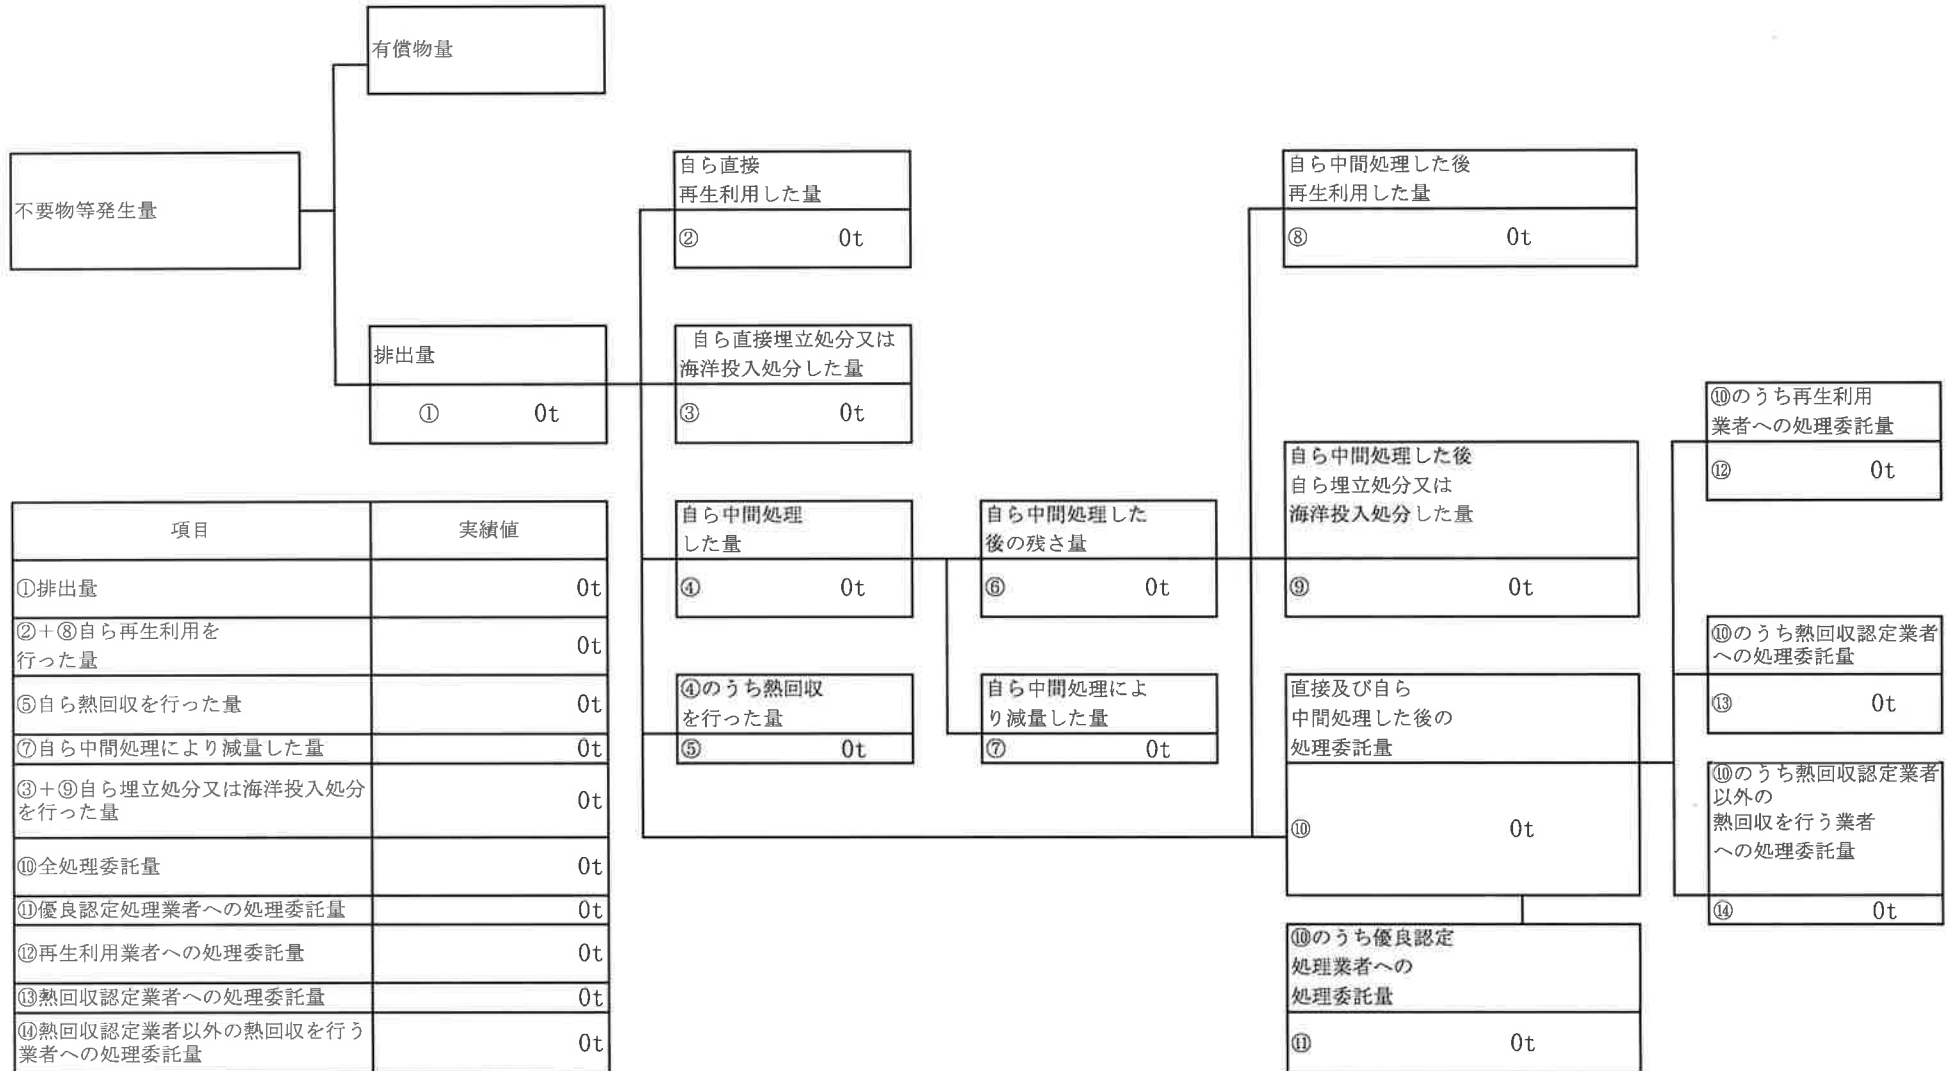 有償物量
不要物等発生量
排出量
① 0t
自ら直接
再生利用した量
② 0t
自ら直接埋立処分又は
海洋投入処分した量
③ 0t
自ら中間処理
した量
④ 0t
④のうち熱回収
を行った量
⑤ 0t
自ら中間処理した
後の残さ量
⑥ 0t
自ら中間処理によ
り減量した量
⑦ 0t
自ら中間処理した後
再生利用した量
⑧ 0t
自ら中間処理した後
自ら埋立処分又は
海洋投入処分した量
⑨ 0t
直接及び自ら
中間処理した後の
処理委託量
⑩ 0t
⑩のうち優良認定
処理業者への
処理委託量
⑪ 0t
⑩のうち再生利用
業者への処理委託量
⑫ 0t
⑩のうち熱回収認定業者
への処理委託量
⑬ 0t
⑩のうち熱回収認定業者
以外の
熱回収を行う業者
への処理委託量
⑭ 0t
項目 実績値
①排出量 0t
②+⑧自ら再生利用を
行った量 0t
⑤自ら熱回収を行った量 0t
⑦自ら中間処理により減量した量 0t
③+⑨自ら埋立処分又は海洋投入処分
を行った量 0t
⑩全処理委託量 0t
⑪優良認定処理業者への処理委託量 0t
⑫再生利用業者への処理委託量 0t
⑬熱回収認定業者への処理委託量 0t
⑭熱回収認定業者以外の熱回収を行う
業者への処理委託量 0t